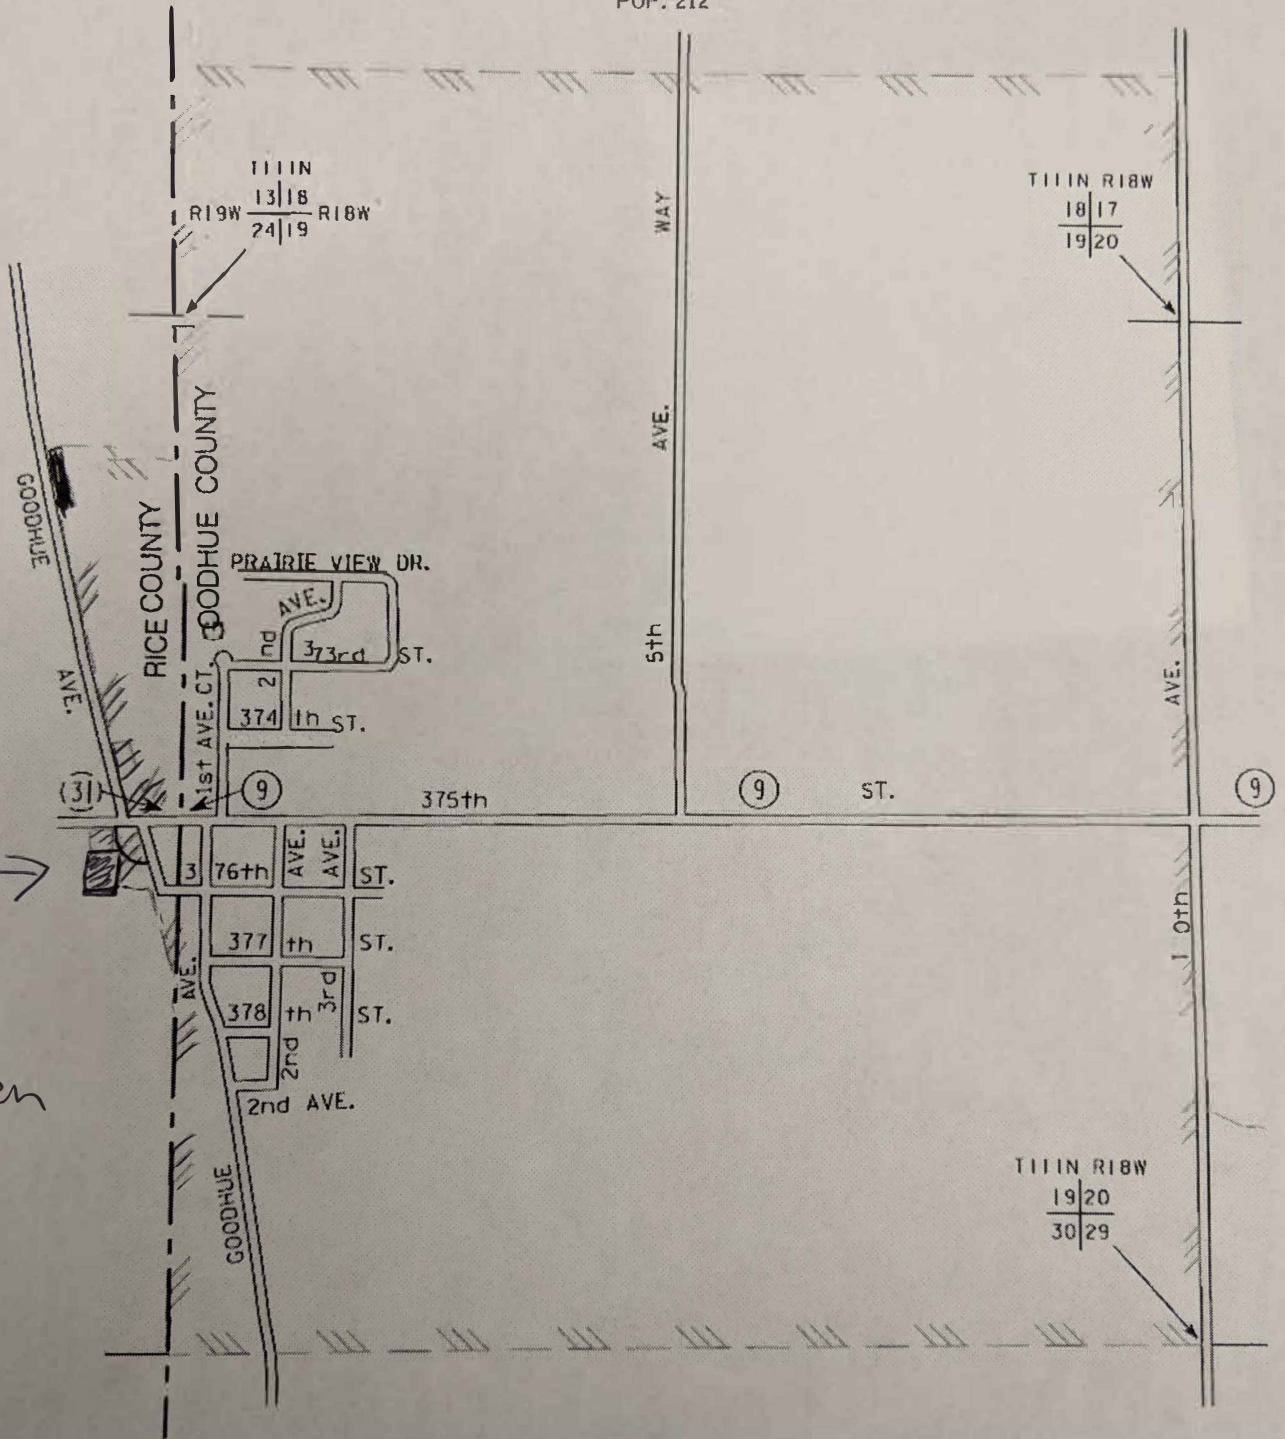 POP. 212
T111N
13|18
R19W R18W
24|19
T111N R18W
18|17
19|20
WAY
AVE.
5th
GOODHUE
AVE.
RICE COUNTY
GOODHUE COUNTY
PRAIRIE VIEW DR.
AVE.
2nd
373rd ST.
374th ST.
1st AVE. CT.
AVE.
10th
(31)
9
375th
9
ST.
9
376th ST.
AVE.
AVE.
377th ST.
AVE.
378th ST.
3rd
2nd
2nd AVE.
GOODHUE
T111N R18W
19|20
30|29